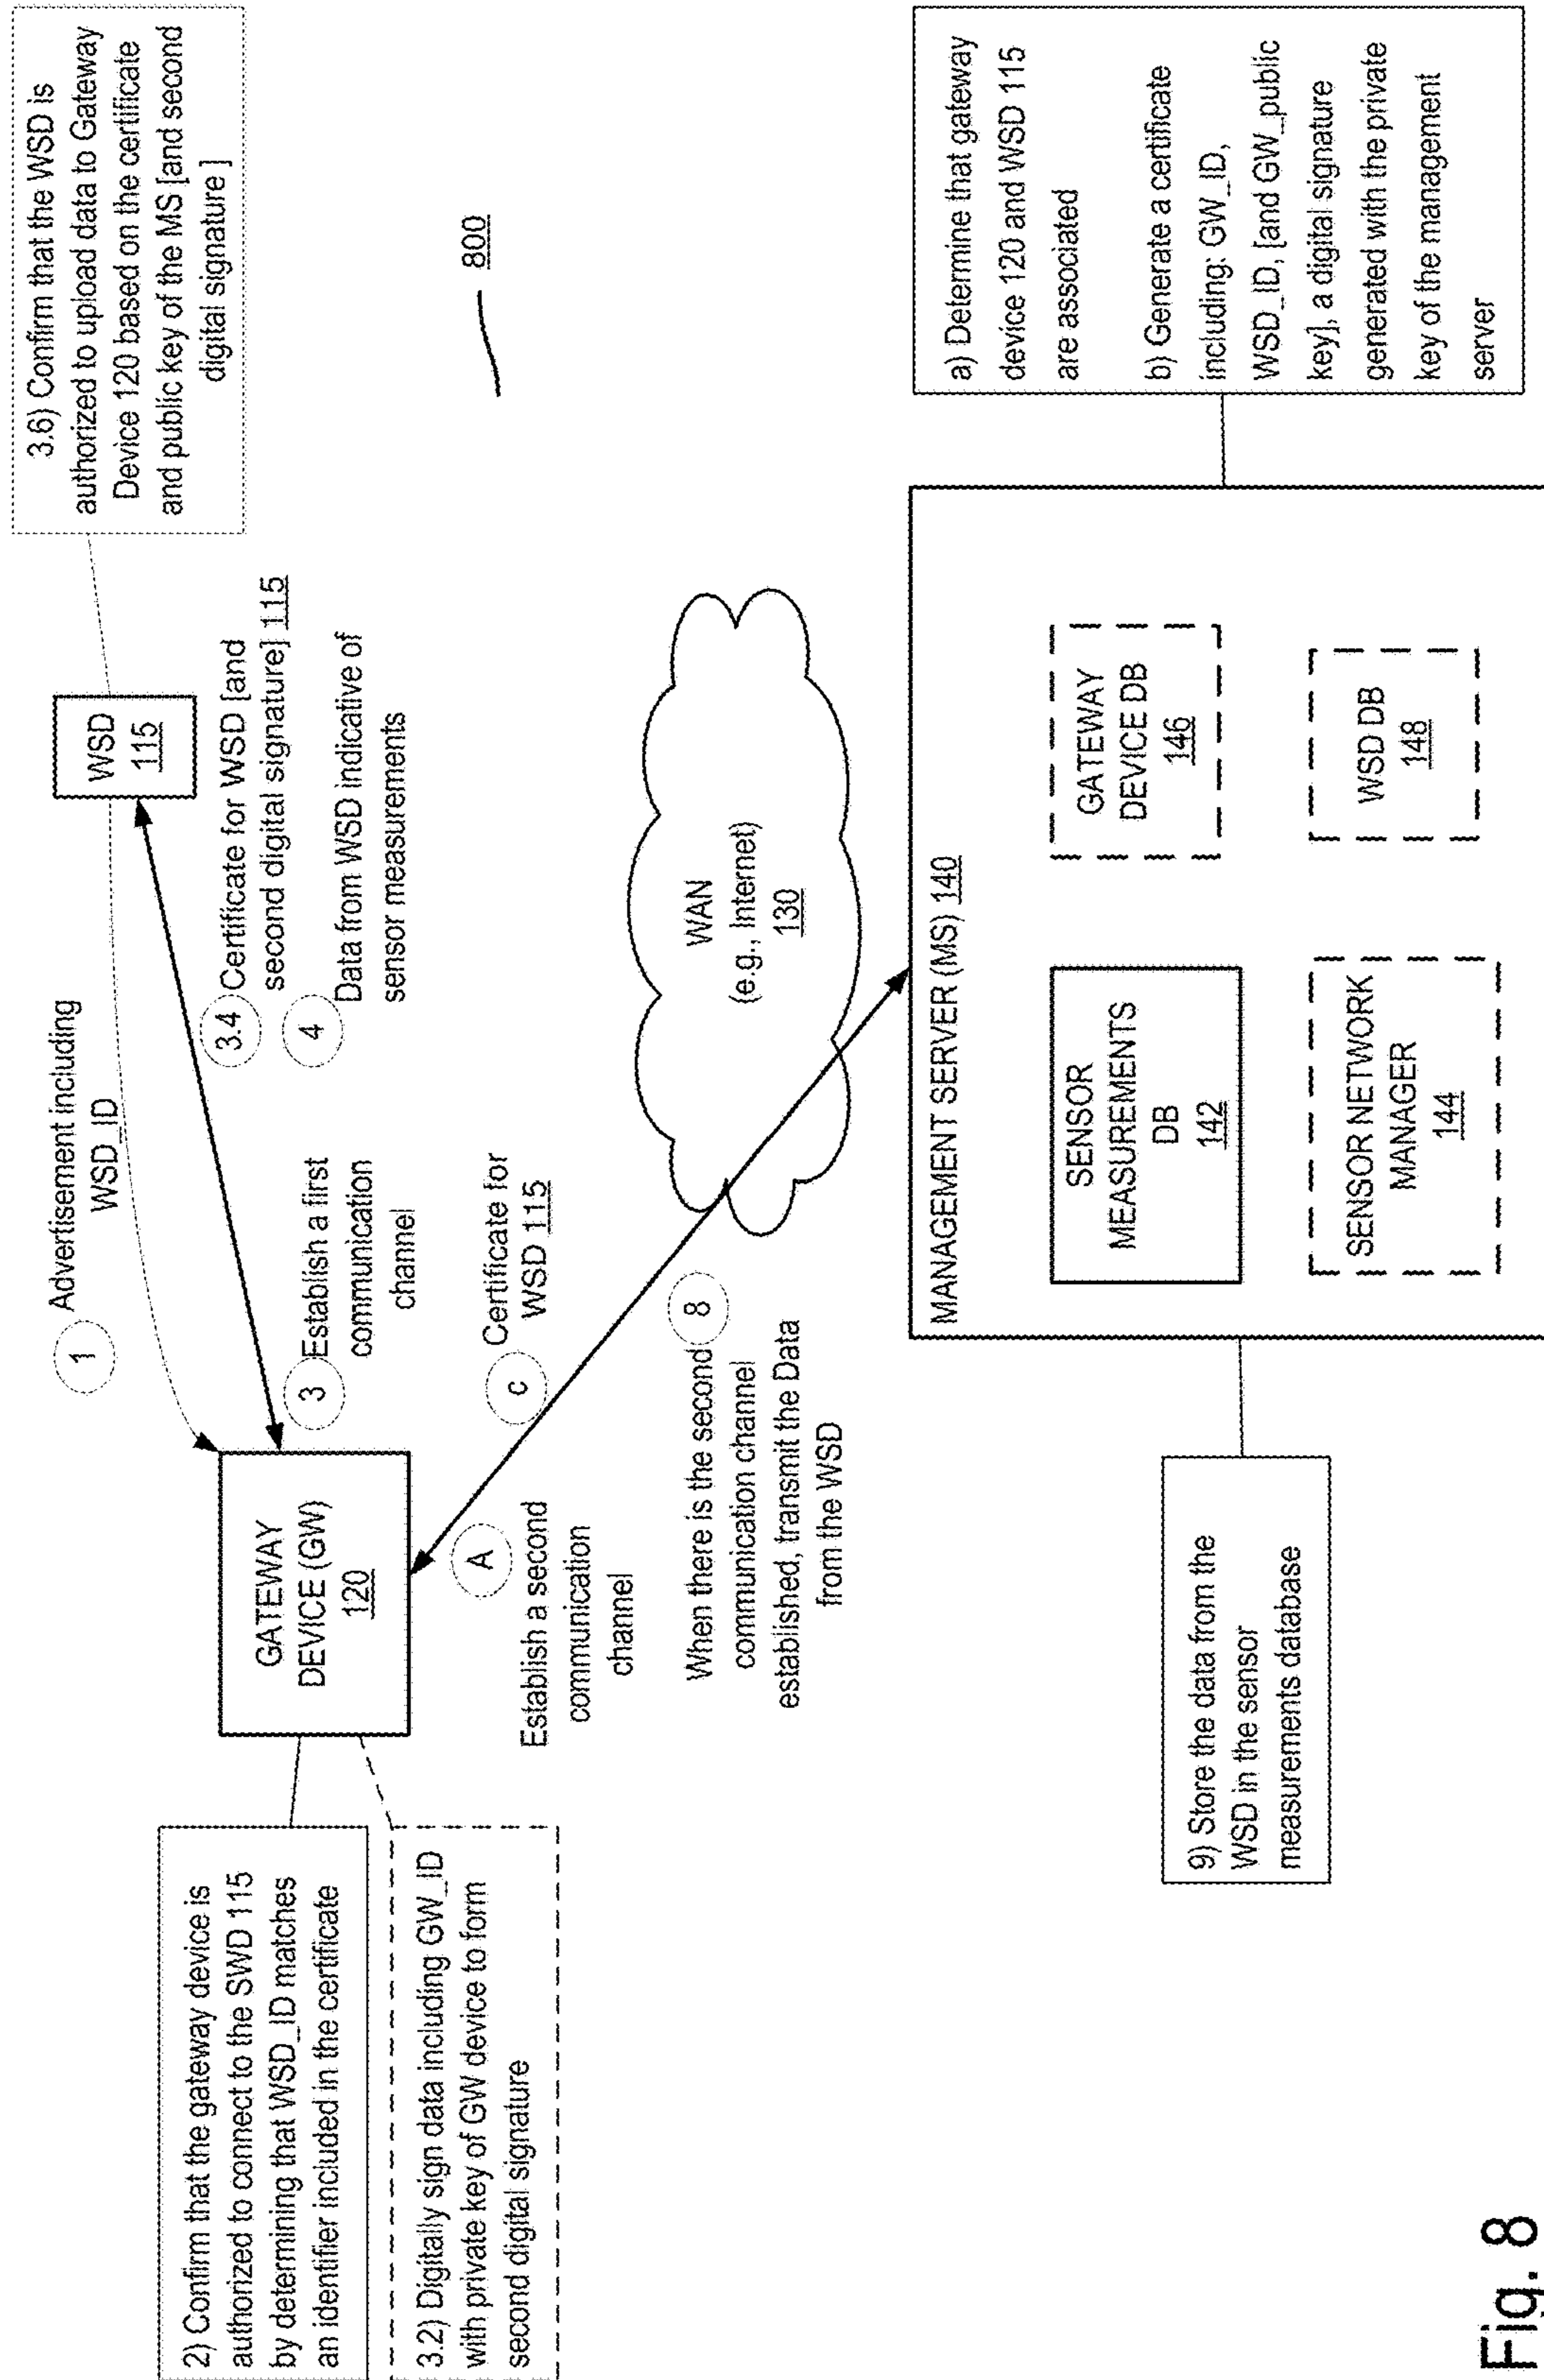 2) Confirm that the gateway device is
authorized to connect to the SWD 115
by determining that WSD_ID matches
an identifier included in the certificate
3.2) Digitally sign data including GW_ID
with private key of GW device to form
second digital signature
GATEWAY
DEVICE (GW)
120
1
Advertisement including
WSD_ID
WSD
115
3.6) Confirm that the WSD is
authorized to upload data to Gateway
Device 120 based on the certificate
and public key of the MS [and second
digital signature ]
3
Establish a first
communication
channel
3.4
Certificate for WSD [and
second digital signature] 115
4
Data from WSD indicative of
sensor measurements
800
A
Establish a second
communication
channel
c
Certificate for
WSD 115
8
When there is the second
communication channel
established, transmit the Data
from the WSD
WAN
(e.g., Internet)
130
MANAGEMENT SERVER (MS) 140
SENSOR
MEASUREMENTS
DB
142
GATEWAY
DEVICE DB
146
SENSOR NETWORK
MANAGER
144
WSD DB
148
a) Determine that gateway
device 120 and WSD 115
are associated
b) Generate a certificate
including: GW_ID,
WSD_ID, [and GW_public
key], a digital signature
generated with the private
key of the management
server
9) Store the data from the
WSD in the sensor
measurements database
Fig. 8